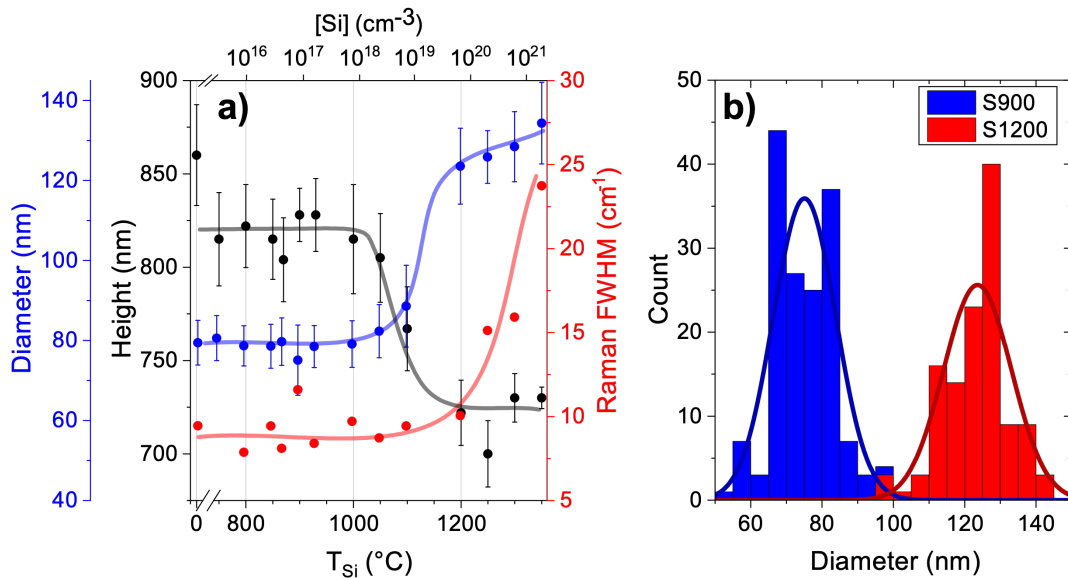 [Si] (cm-3)
10^16 10^17 10^18 10^19 10^20 10^21
a)
Diameter (nm)
140
120
100
80
60
40
Height (nm)
900
850
800
750
700
Raman FWHM (cm-1)
30
25
20
15
10
5
0 800 1000 1200
TSi (°C)
b)
S900
S1200
Count
50
40
30
20
10
0
60 80 100 120 140
Diameter (nm)